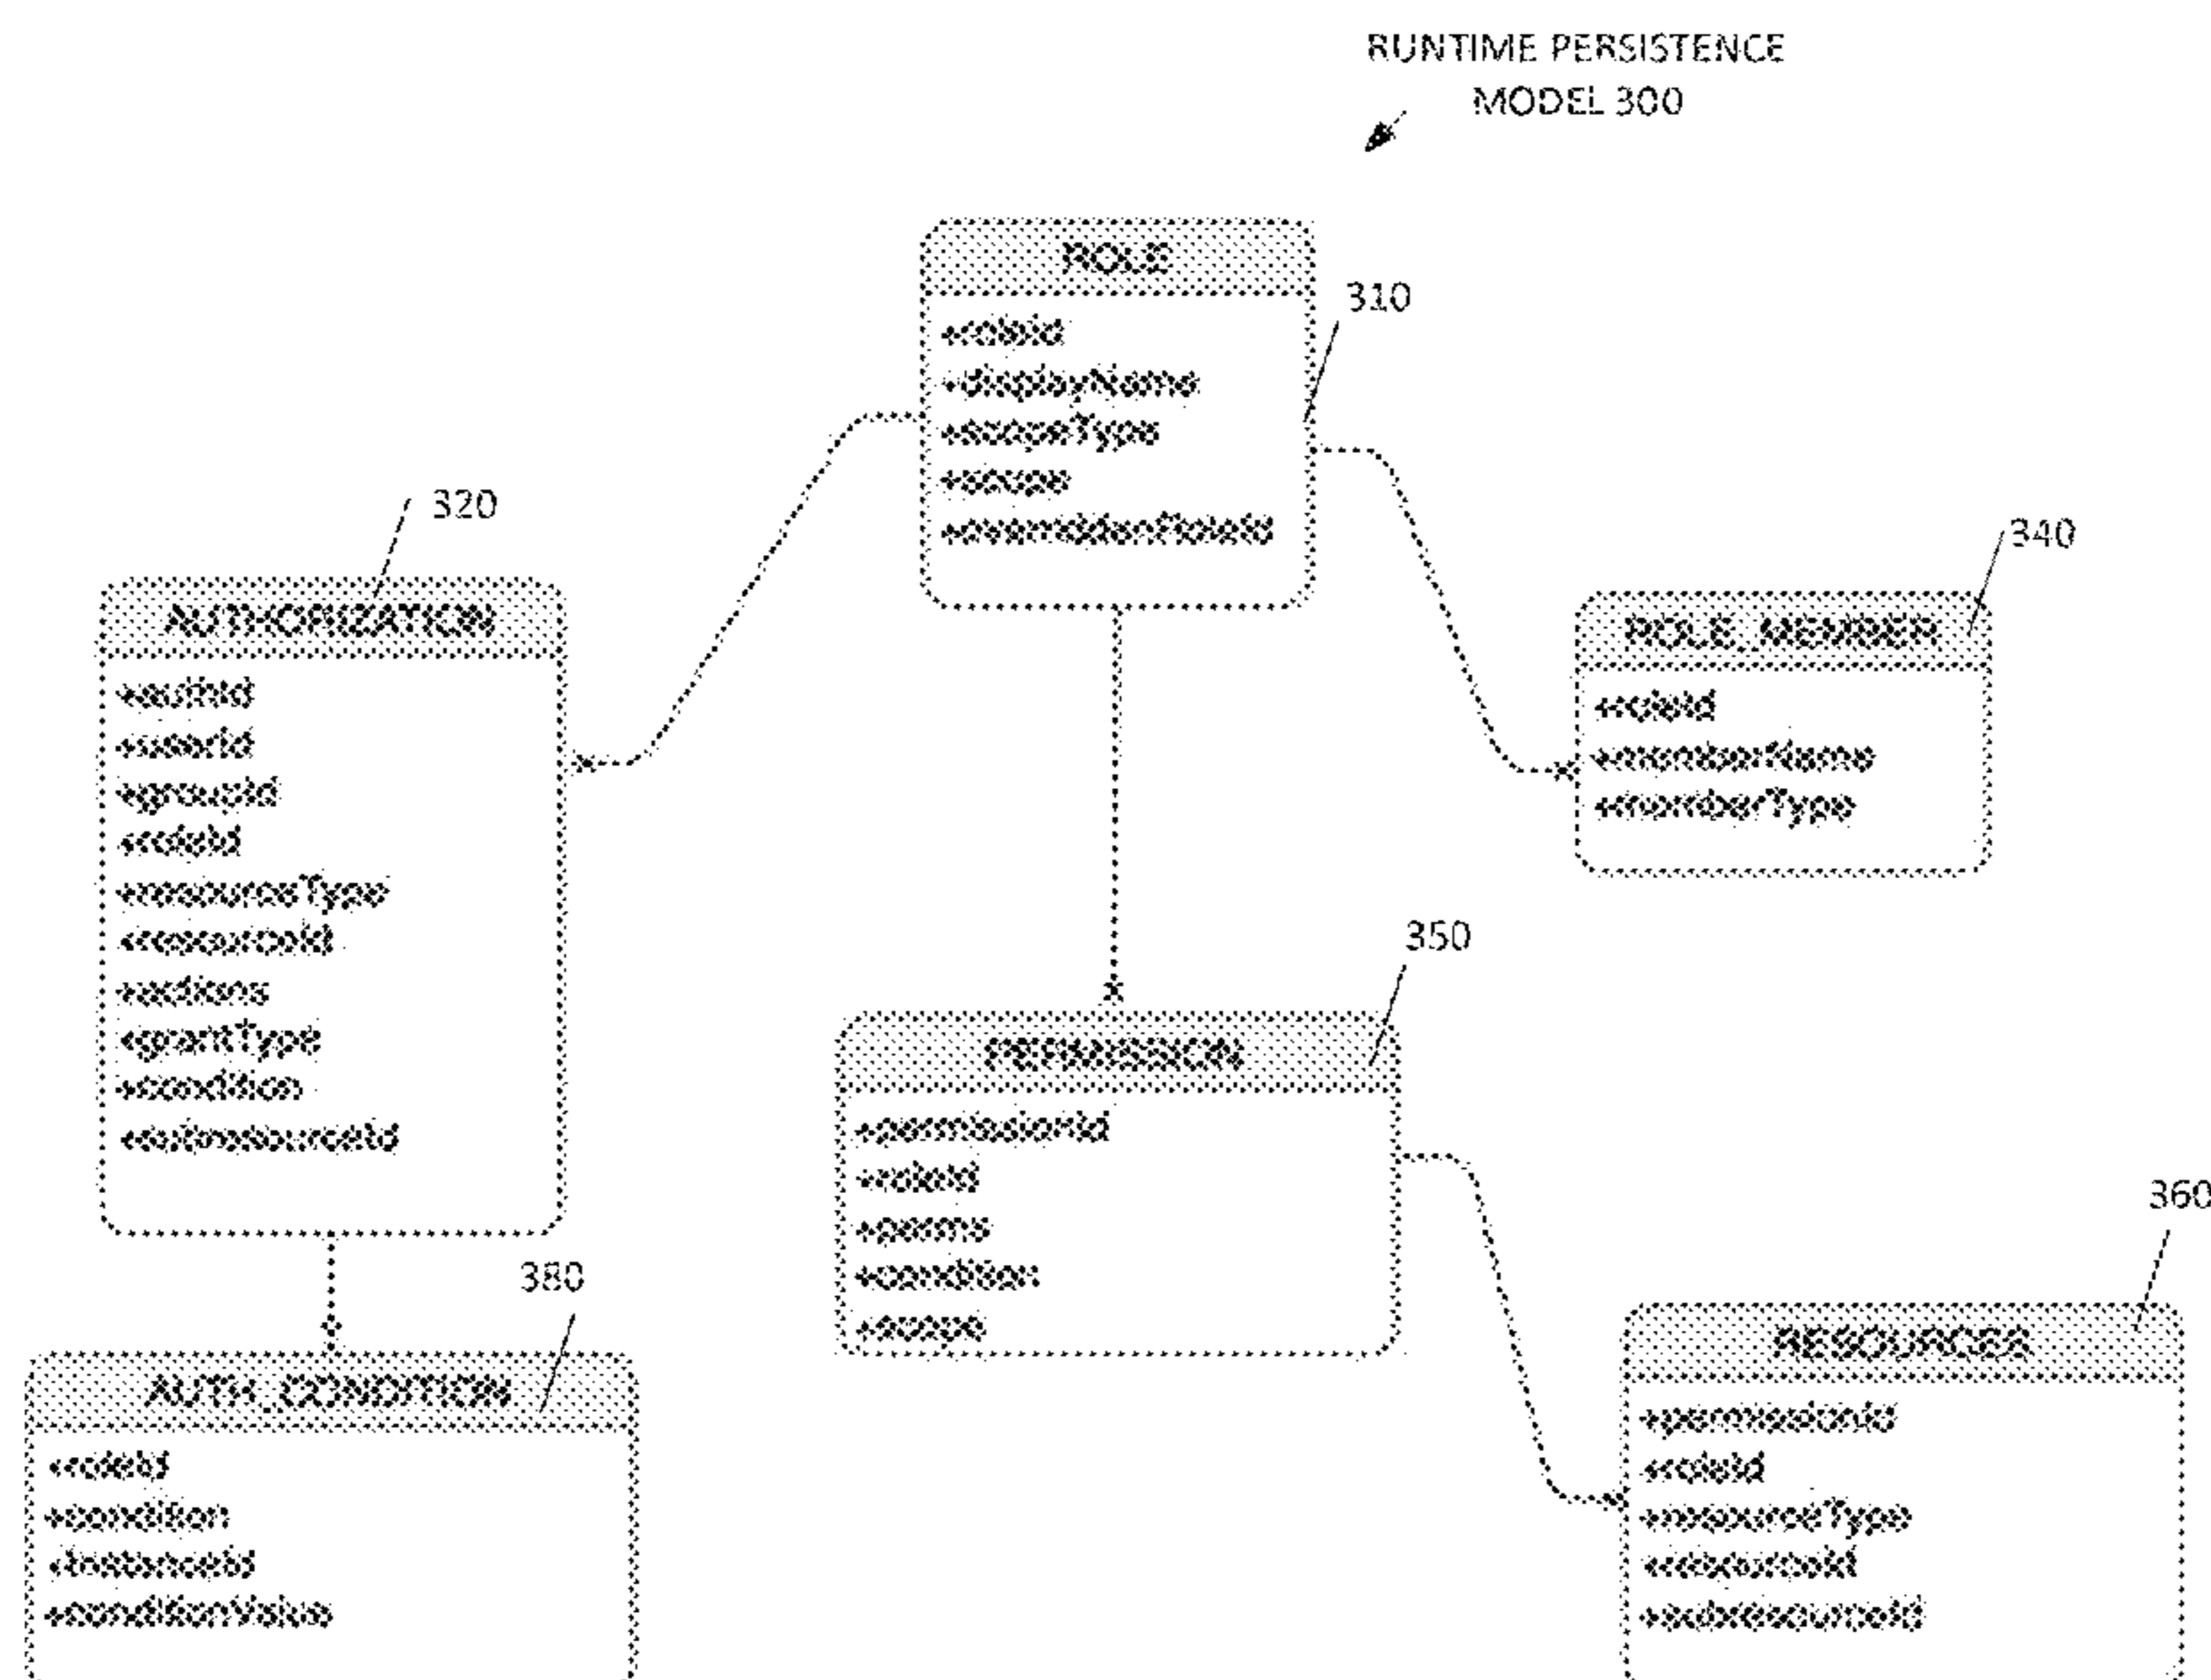 RUNTIME PERSISTENCE
MODEL 300
ROLE
310
+roleId
+displayName
+scopeType
+scope
+overriddenRoleId
320
AUTHORIZATION
+authId
+userId
+groupId
+roleId
+resourceType
+resourceId
+actions
+grantType
+condition
+subresourceId
340
ROLE_MEMBER
+roleId
+memberName
+memberType
350
PERMISSION
+permissionId
+roleId
+perms
+condition
+scope
360
RESOURCES
+permissionId
+roleId
+resourceType
+resourceId
+subresourceId
380
AUTH_CONDITION
+roleId
+condition
+instanceId
+conditionValue